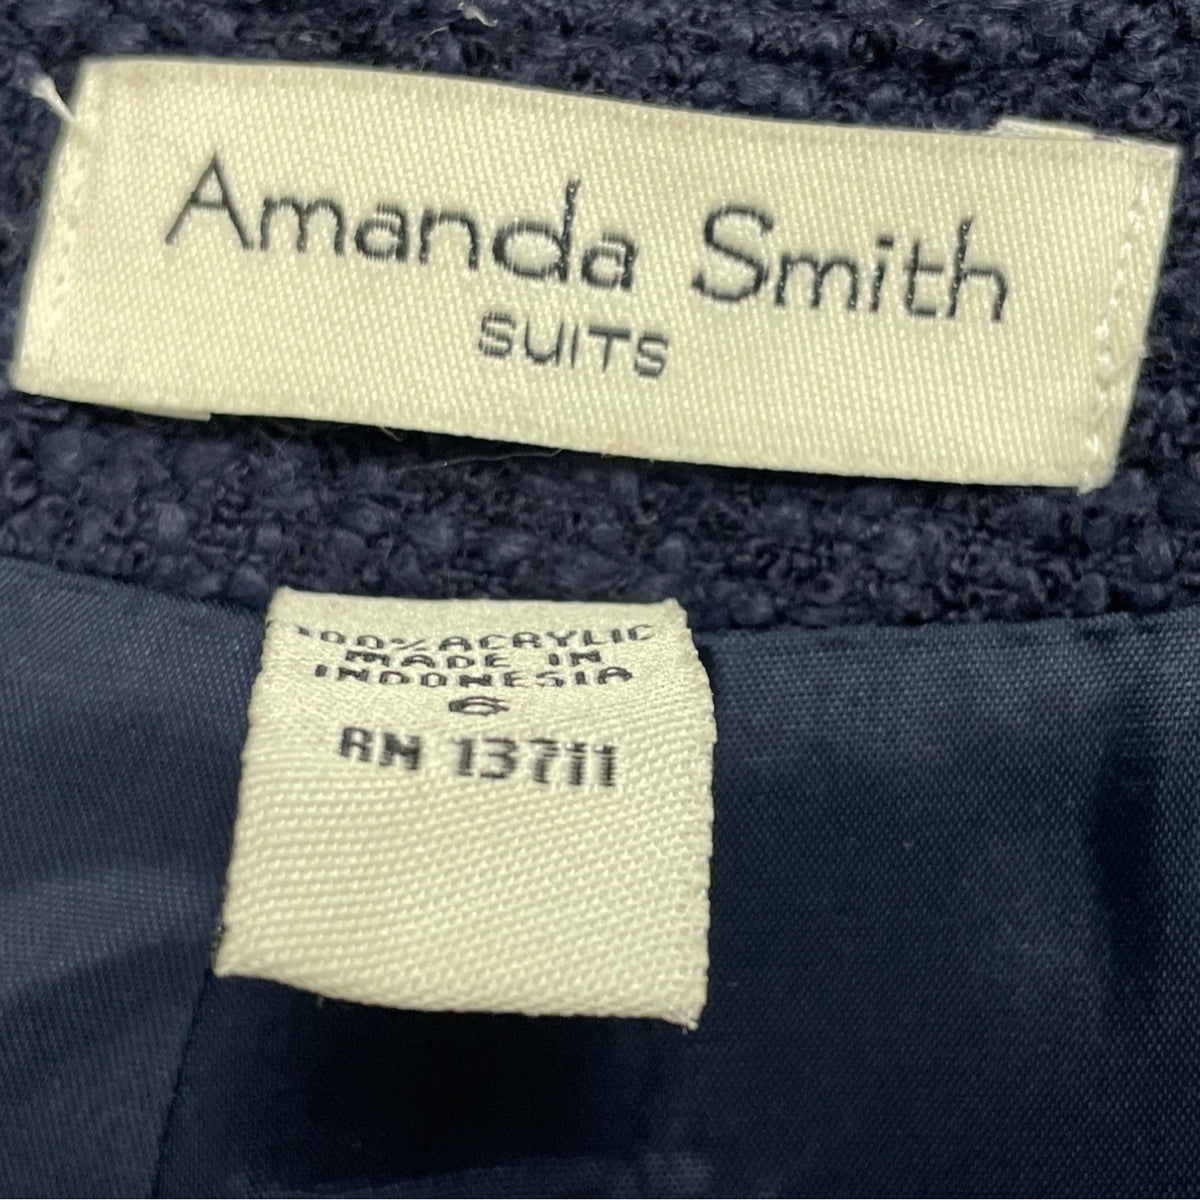 Amanda Smith
SUITS
100% ACRYLIC
MADE IN
INDONESIA
6
RN 13711